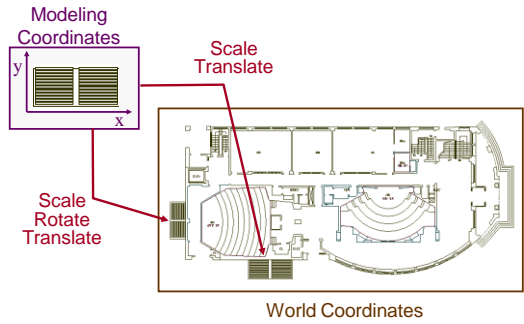 Modeling
Coordinates
y
x
Scale
Translate
Scale
Rotate
Translate
World Coordinates